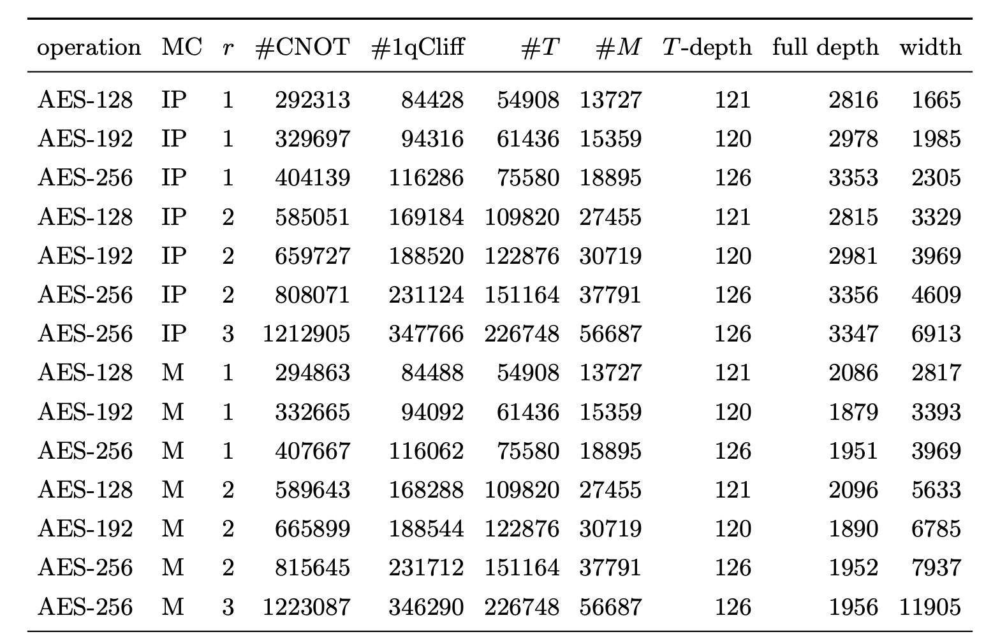 operation MC r #CNOT #1qCliff #T #M T-depth full depth width
AES-128 IP 1 292313 84428 54908 13727 121 2816 1665
AES-192 IP 1 329697 94316 61436 15359 120 2978 1985
AES-256 IP 1 404139 116286 75580 18895 126 3353 2305
AES-128 IP 2 585051 169184 109820 27455 121 2815 3329
AES-192 IP 2 659727 188520 122876 30719 120 2981 3969
AES-256 IP 2 808071 231124 151164 37791 126 3356 4609
AES-256 IP 3 1212905 347766 226748 56687 126 3347 6913
AES-128 M 1 294863 84488 54908 13727 121 2086 2817
AES-192 M 1 332665 94092 61436 15359 120 1879 3393
AES-256 M 1 407667 116062 75580 18895 126 1951 3969
AES-128 M 2 589643 168288 109820 27455 121 2096 5633
AES-192 M 2 665899 188544 122876 30719 120 1890 6785
AES-256 M 2 815645 231712 151164 37791 126 1952 7937
AES-256 M 3 1223087 346290 226748 56687 126 1956 11905